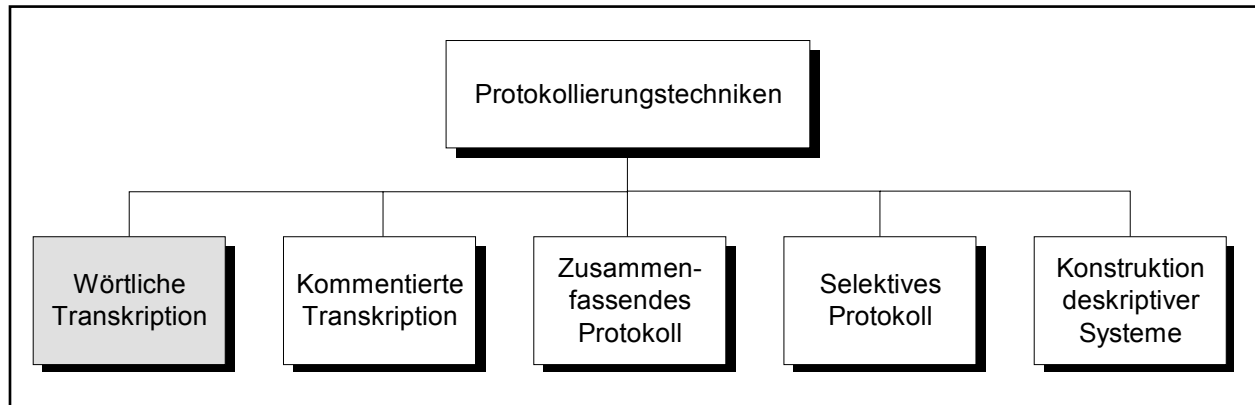 Protokollierungstechniken
Wörtliche
Transkription
Kommentierte
Transkription
Zusammen-
fassendes
Protokoll
Selektives
Protokoll
Konstruktion
deskriptiver
Systeme